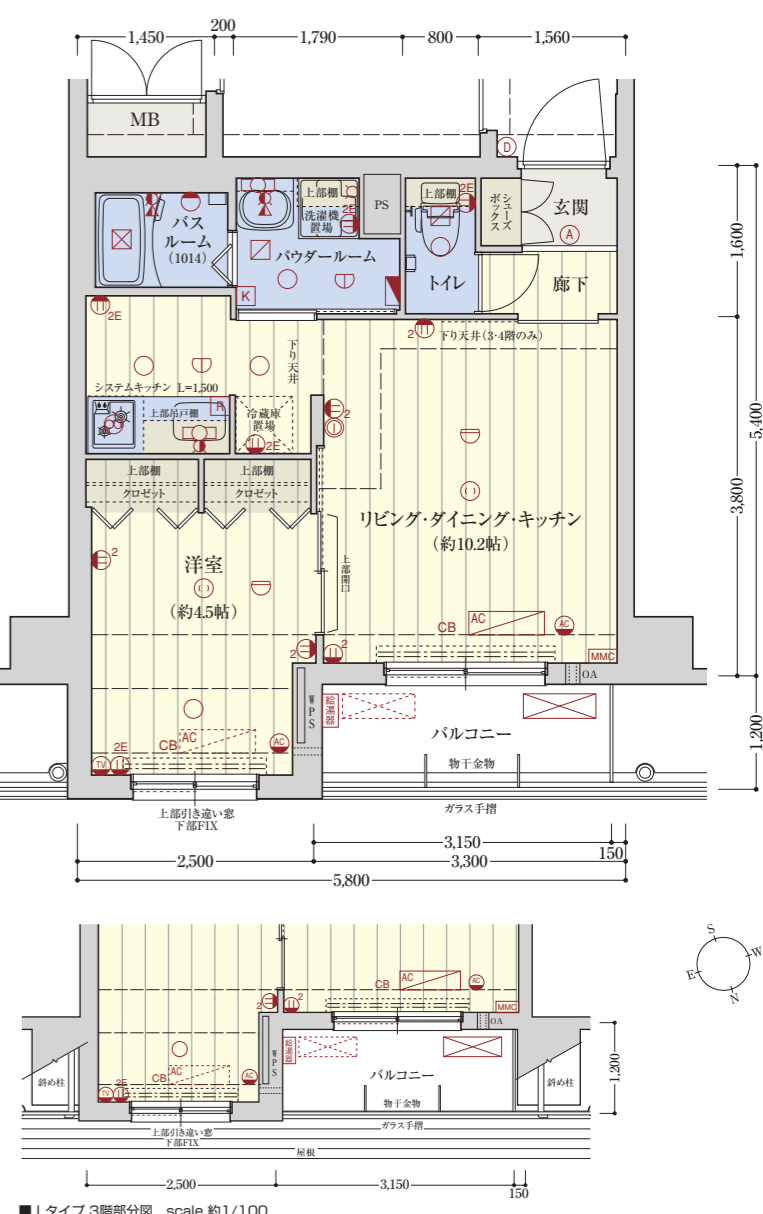 200
1,450
1,790
800
1,560
MB
D
上部棚
2E
洗濯機
置場
PS
上部棚
2E
シューズ
ボックス
玄関
A
バス
ルーム
(1014)
パウダールーム
K
トイレ
廊下
1,600
2E
下り天井
2
下り天井(3・4階のみ)
システムキッチン L=1,500
上部吊戸棚
R
冷蔵庫
置場
2E
2
上部棚
クロゼット
上部棚
クロゼット
5,400
3,800
リビング・ダイニング・キッチン
(約10.2帖)
2
洋室
(約4.5帖)
上部開口
CB
AC
AC
2
2
MMC
OA
WPS
給湯器
バルコニー
物干金物
1,200
2E
CB
AC
AC
TV
上部引き違い窓
下部FIX
ガラス手摺
3,150
150
2,500
3,300
5,800
S
W
E
N
CB
AC
AC
2
2
MMC
OA
WPS
給湯器
バルコニー
物干金物
1,200
2E
CB
AC
AC
TV
斜め柱
斜め柱
上部引き違い窓
下部FIX
ガラス手摺
屋根
2,500
3,150
150